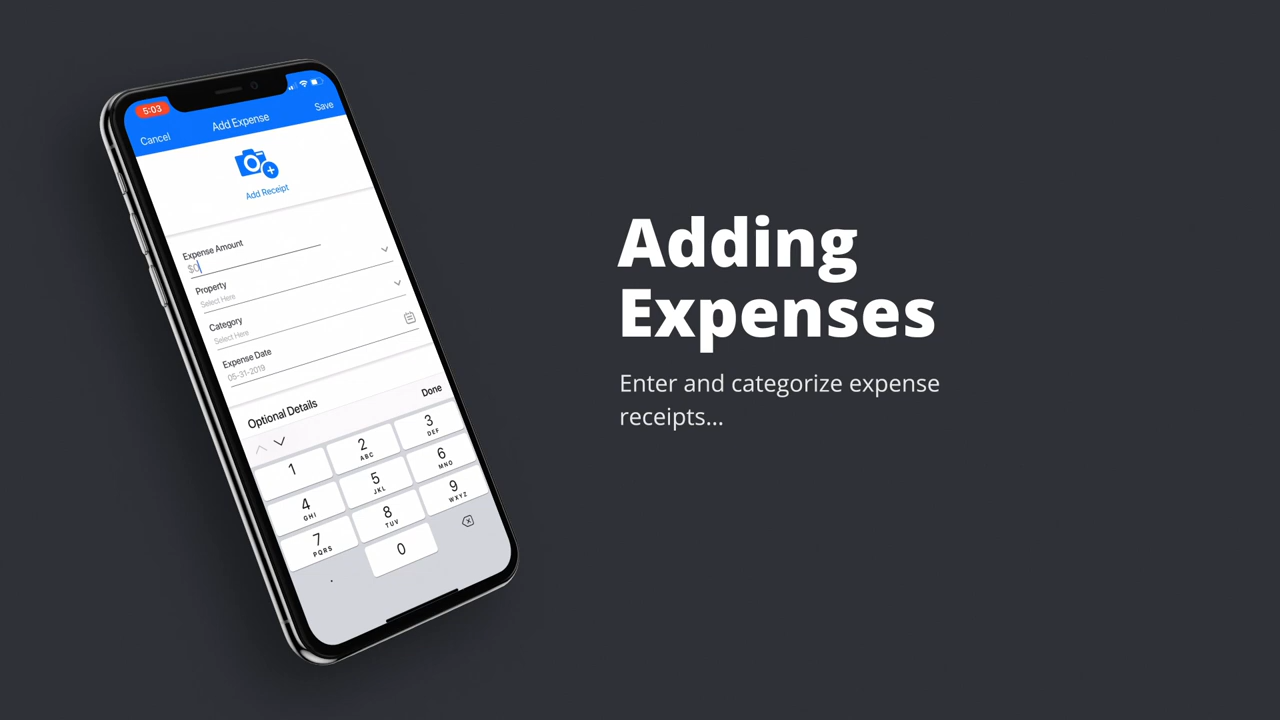 5:03
Cancel
Add Expense
Save
Add Receipt
Expense Amount
$0
Property
Select Here
Category
Select Here
Expense Date
05-31-2019
Optional Details
Done
1
2 ABC
3 DEF
4 GHI
5 JKL
6 MNO
7 PQRS
8 TUV
9 WXYZ
.
0
Adding
Expenses
Enter and categorize expense
receipts...